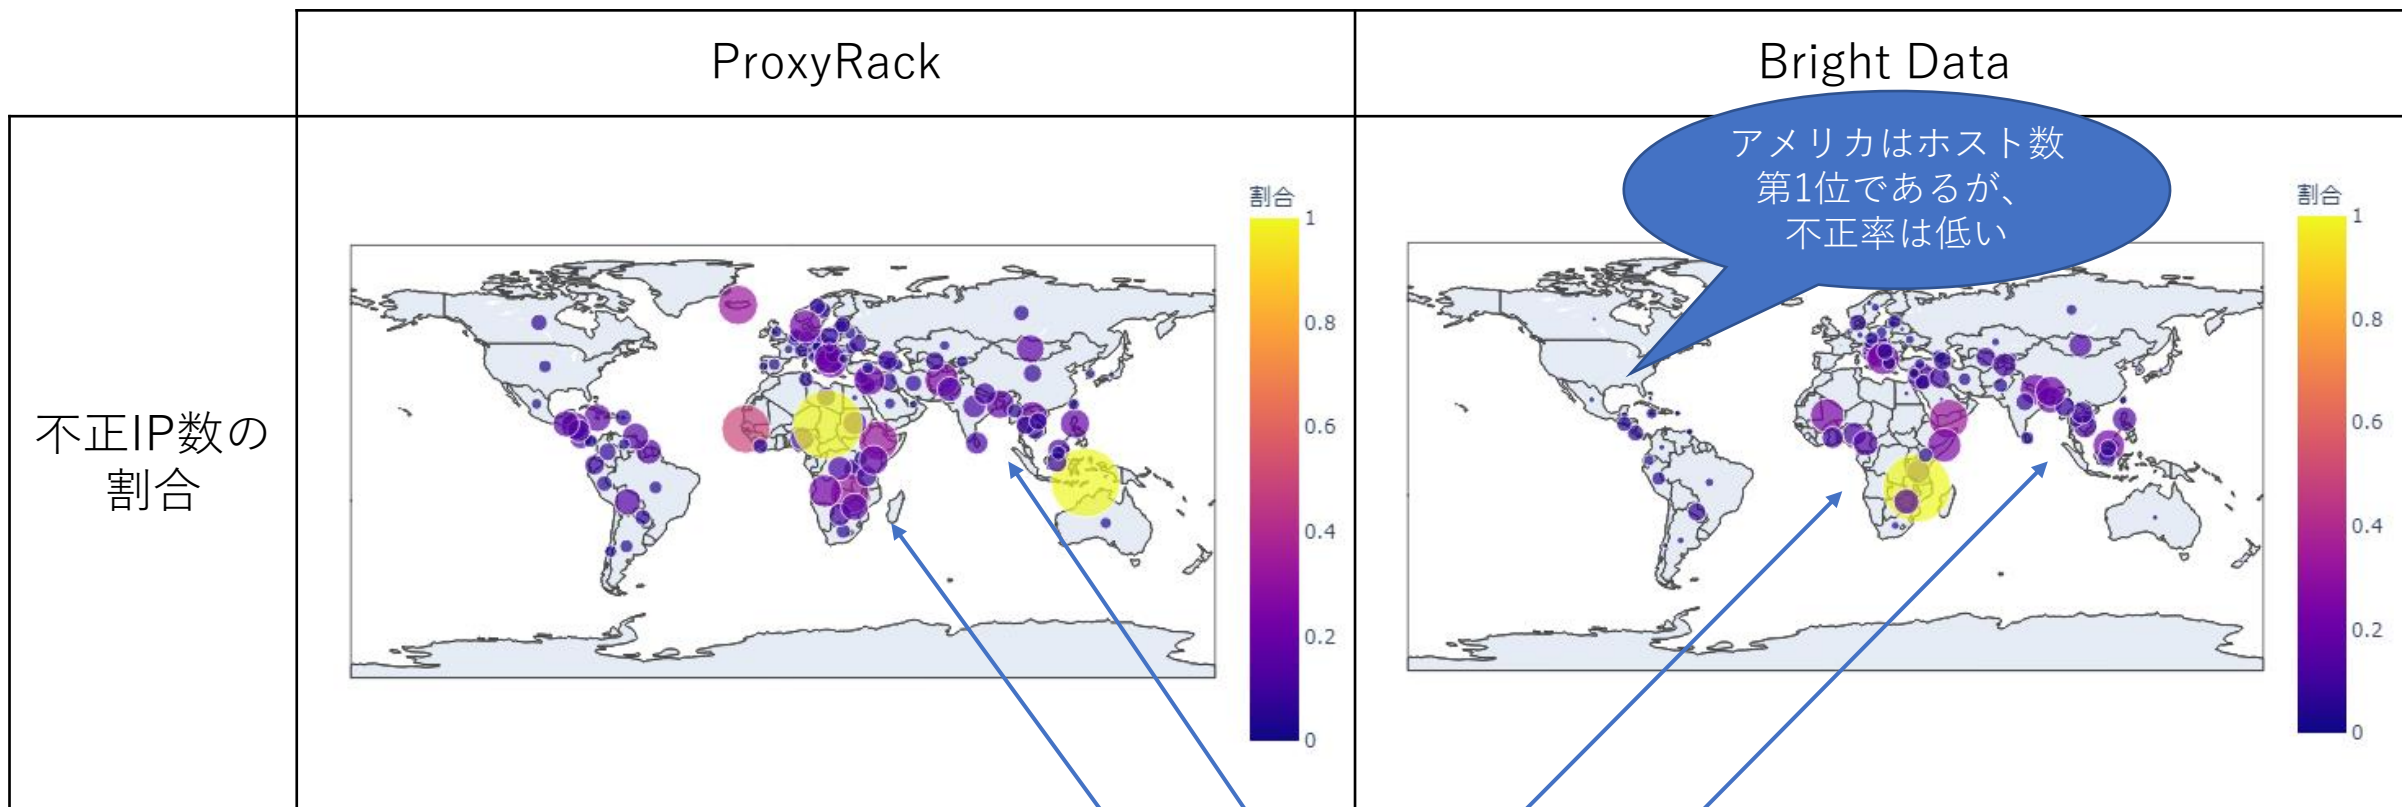 ProxyRack
Bright Data
不正IP数の
割合
割合
1
0.8
0.6
0.4
0.2
0
アメリカはホスト数
第1位であるが、
不正率は低い
割合
1
0.8
0.6
0.4
0.2
0